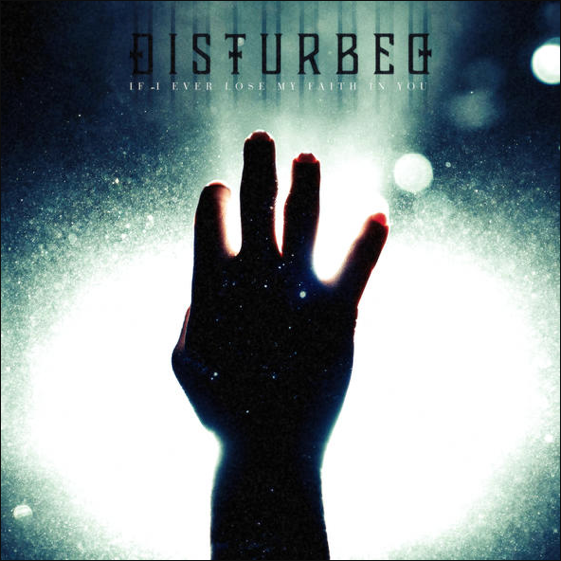 DISTURBED
IF I EVER LOSE MY FAITH IN YOU